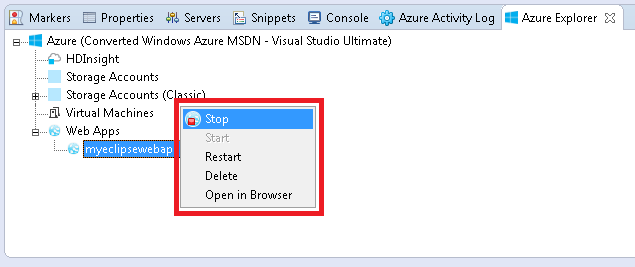 Markers Properties Servers Snippets Console Azure Activity Log Azure Explorer
Azure (Converted Windows Azure MSDN - Visual Studio Ultimate)
HDInsight
Storage Accounts
Storage Accounts (Classic)
Virtual Machines
Web Apps
myeclipsewebap
Stop
Start
Restart
Delete
Open in Browser